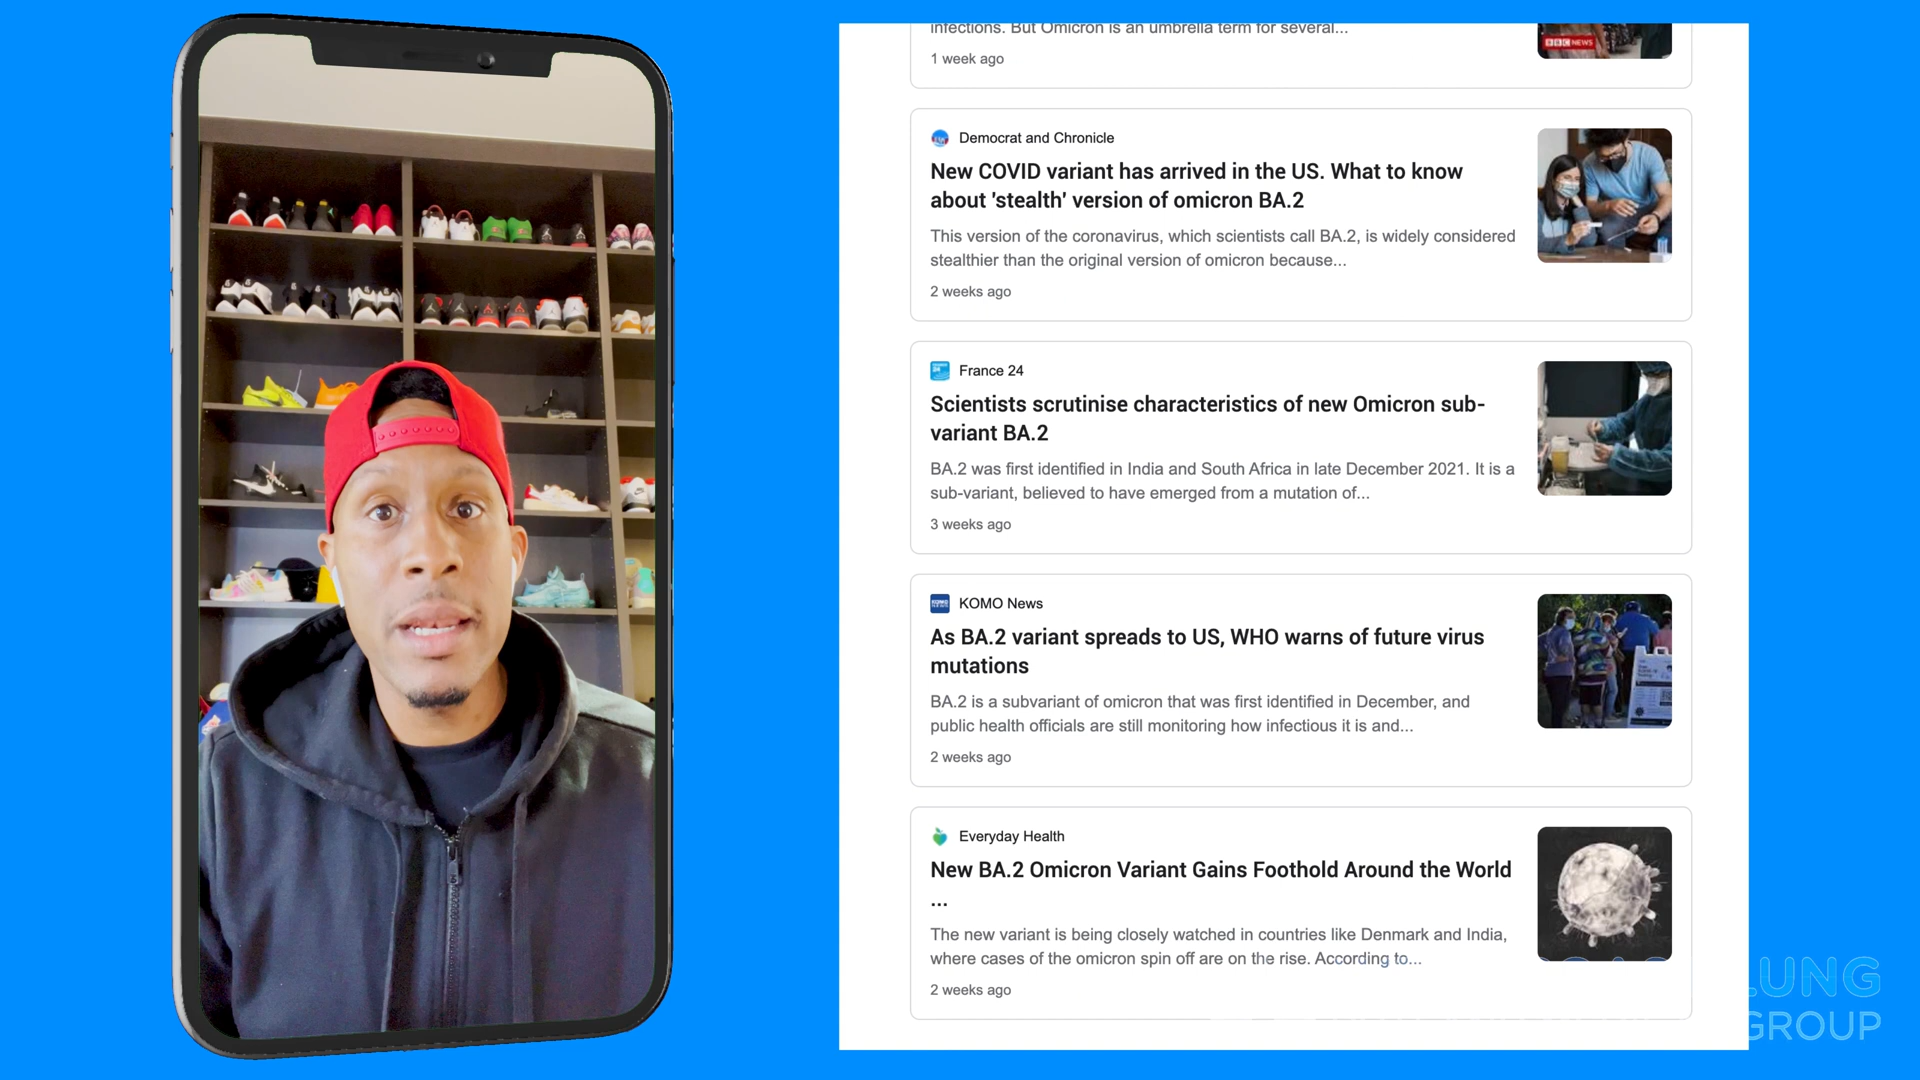 infections. But Omicron is an umbrella term for several...
1 week ago
BBC NEWS
Democrat and Chronicle
New COVID variant has arrived in the US. What to know
about 'stealth' version of omicron BA.2
This version of the coronavirus, which scientists call BA.2, is widely considered
stealthier than the original version of omicron because...
2 weeks ago
France 24
Scientists scrutinise characteristics of new Omicron sub-
variant BA.2
BA.2 was first identified in India and South Africa in late December 2021. It is a
sub-variant, believed to have emerged from a mutation of...
3 weeks ago
KOMO News
As BA.2 variant spreads to US, WHO warns of future virus
mutations
BA.2 is a subvariant of omicron that was first identified in December, and
public health officials are still monitoring how infectious it is and...
2 weeks ago
Everyday Health
New BA.2 Omicron Variant Gains Foothold Around the World
...
The new variant is being closely watched in countries like Denmark and India,
where cases of the omicron spin off are on the rise. According to...
2 weeks ago
LUNG
GROUP